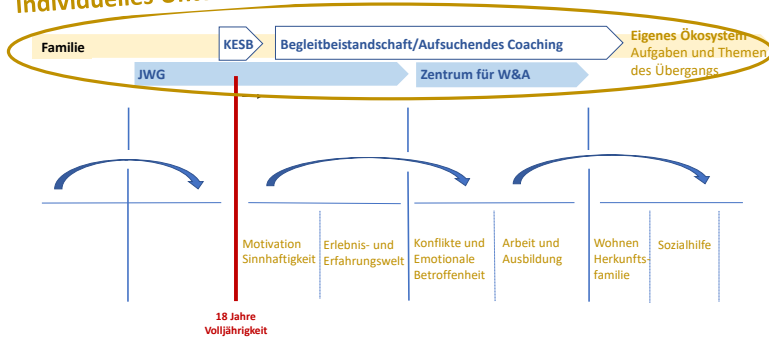 Individuelles
Familie
KESB
Begleitbeistandschaft/Aufsuchendes Coaching
Eigenes Ökosystem
Aufgaben und Themen
des Übergangs
JWG
Zentrum für W&A
Motivation
Sinnhaftigkeit
Erlebnis- und
Erfahrungswelt
Konflikte und
Emotionale
Betroffenheit
Arbeit und
Ausbildung
Wohnen
Herkunfts-
familie
Sozialhilfe
18 Jahre
Volljährigkeit